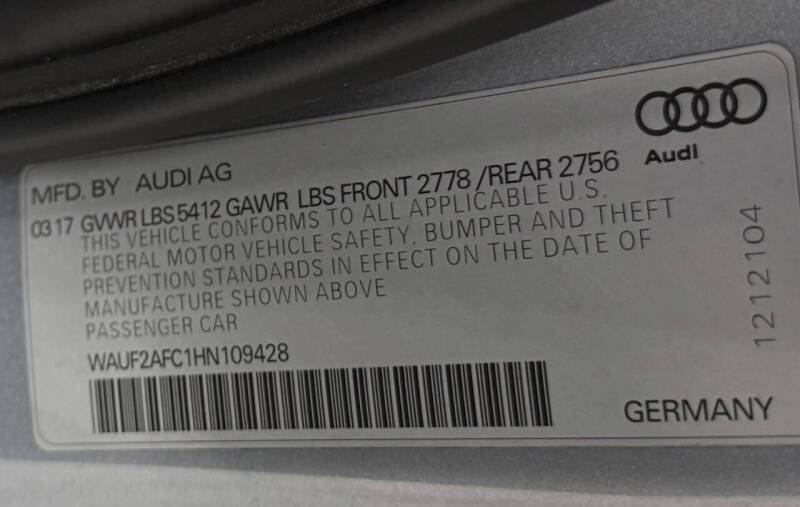 Audi
MFD. BY AUDI AG
03 17 GVWR LBS 5412 GAWR LBS FRONT 2778 /REAR 2756
THIS VEHICLE CONFORMS TO ALL APPLICABLE U.S.
FEDERAL MOTOR VEHICLE SAFETY, BUMPER AND THEFT
PREVENTION STANDARDS IN EFFECT ON THE DATE OF
MANUFACTURE SHOWN ABOVE
PASSENGER CAR
WAUF2AFC1HN109428
GERMANY
1212104